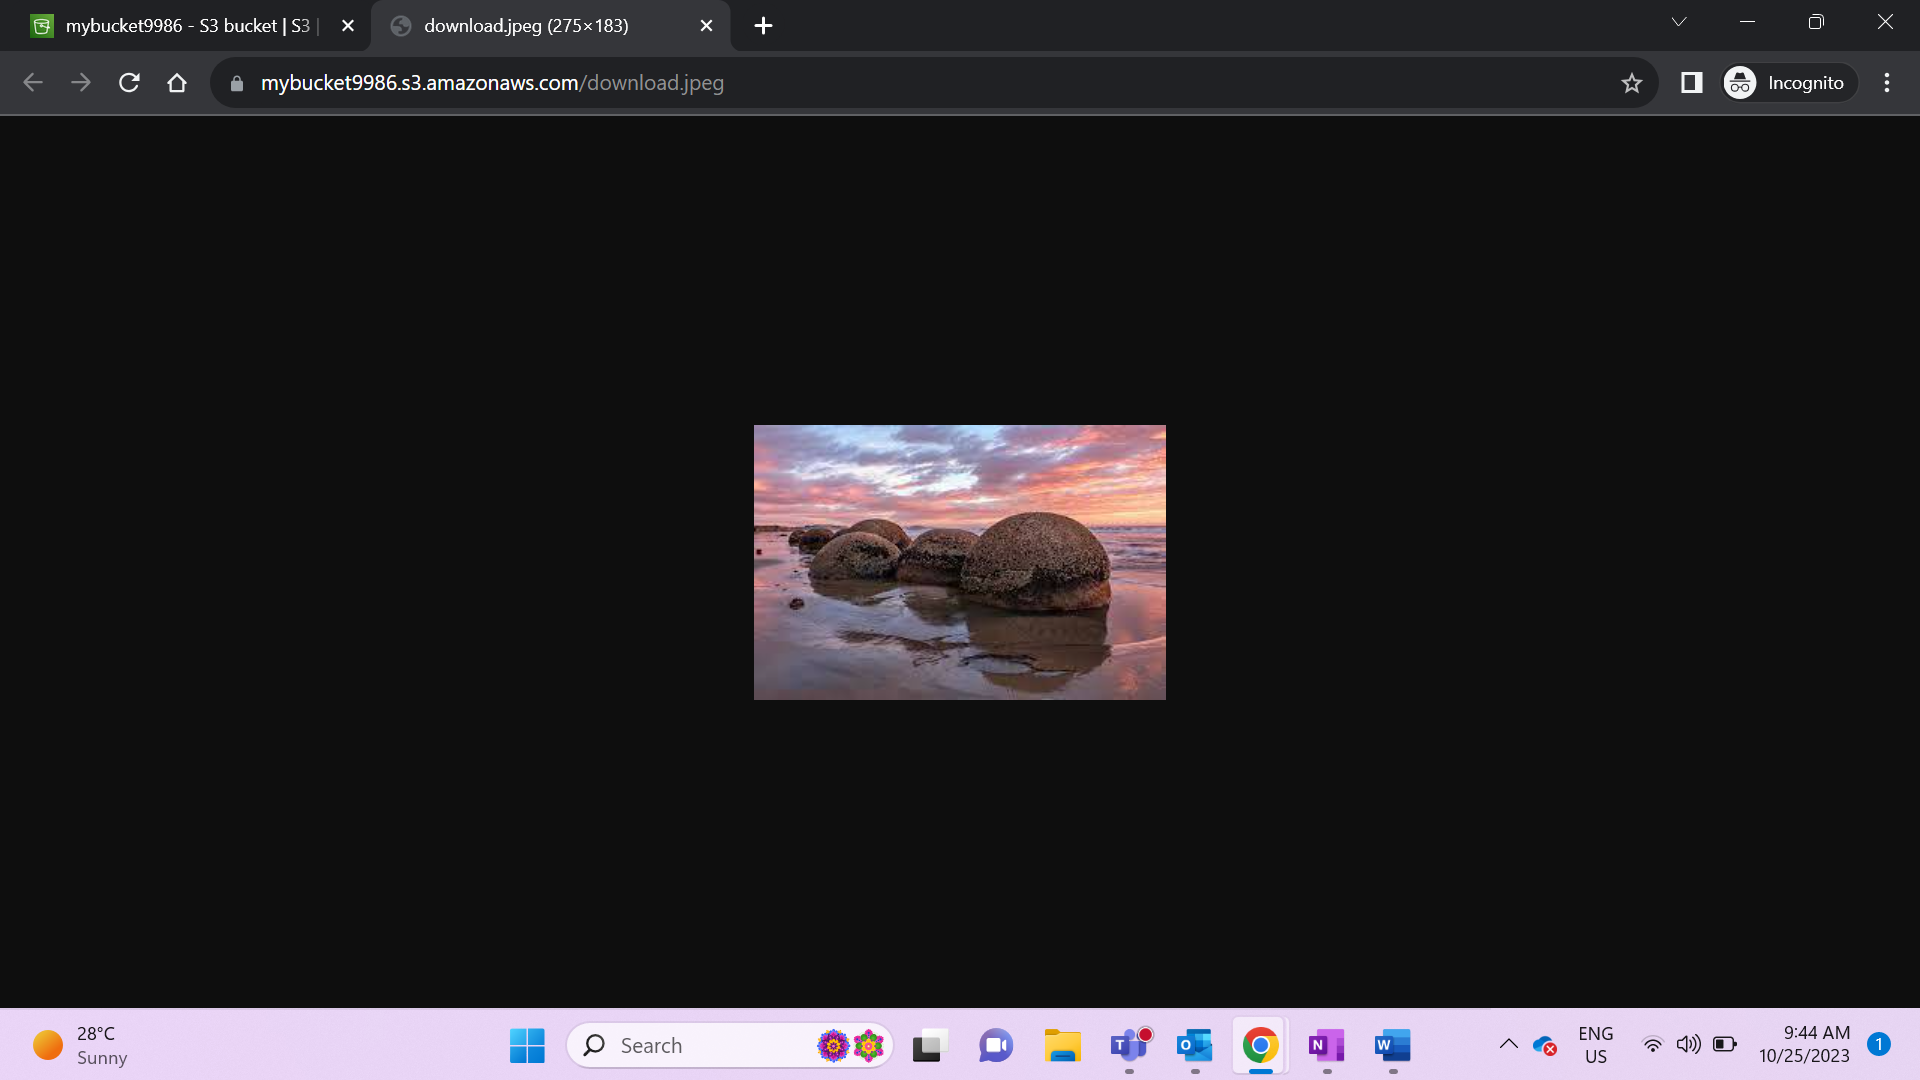 mybucket9986 - S3 bucket | S3 |
download.jpeg (275×183)
mybucket9986.s3.amazonaws.com/download.jpeg
Incognito
28°C
Sunny
Search
T
O
N
W
ENG
US
9:44 AM
10/25/2023
1